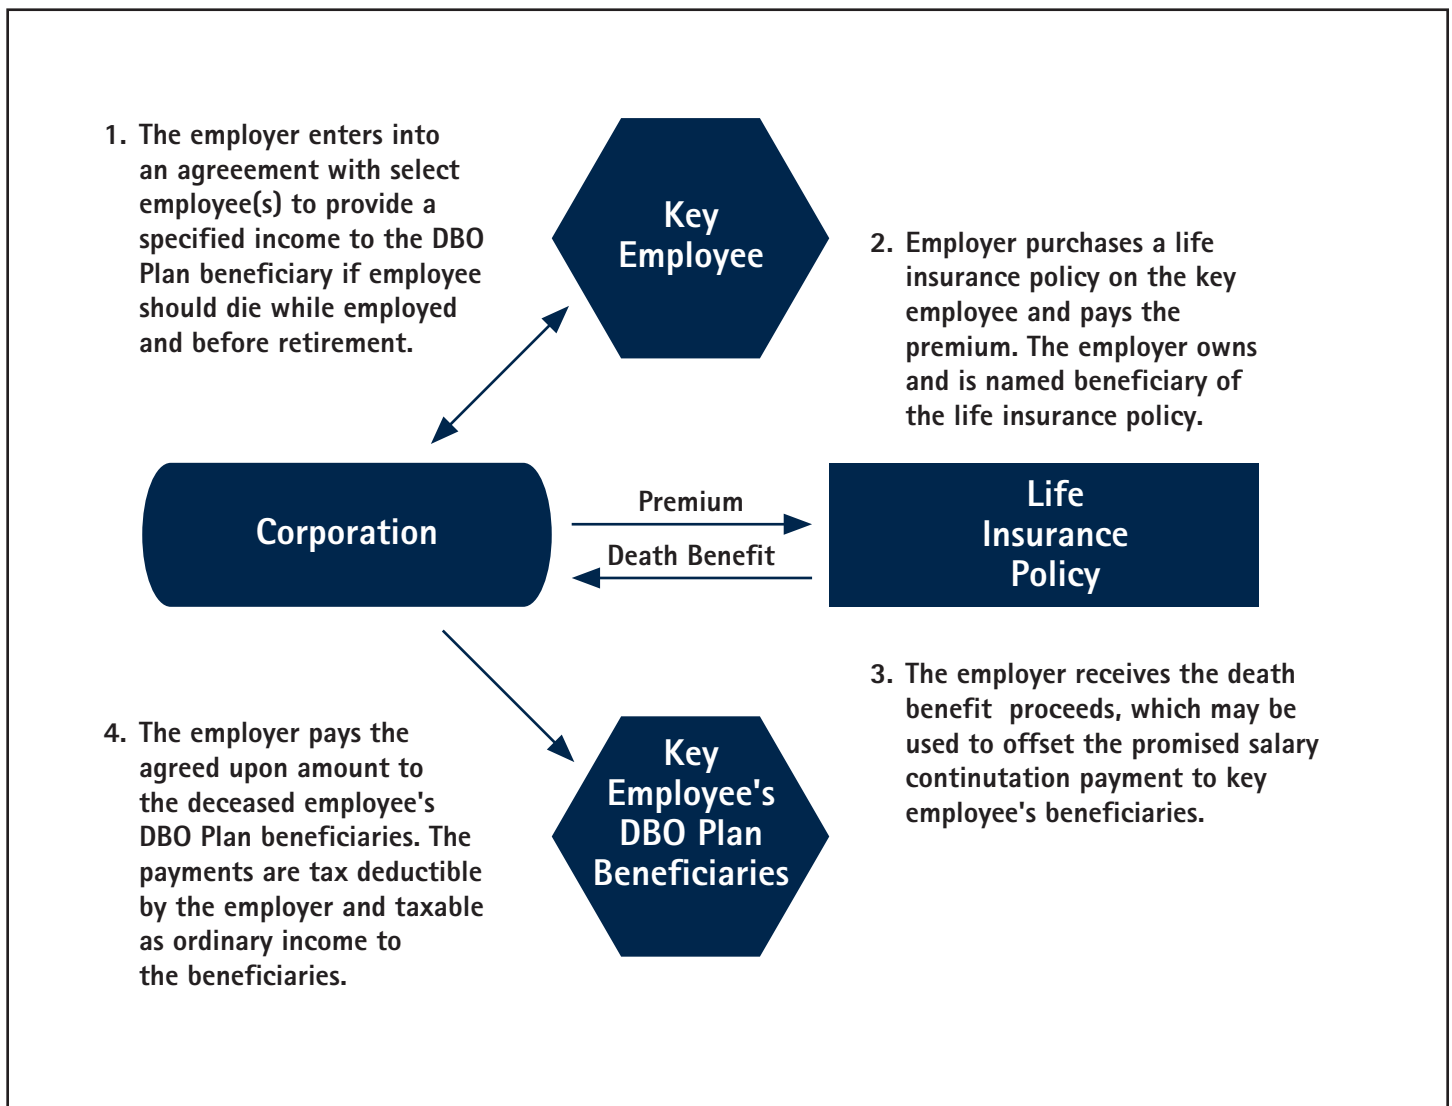 1. The employer enters into
an agreeement with select
employee(s) to provide a
specified income to the DBO
Plan beneficiary if employee
should die while employed
and before retirement.
Key
Employee
2. Employer purchases a life
insurance policy on the key
employee and pays the
premium. The employer owns
and is named beneficiary of
the life insurance policy.
Corporation
Premium
Death Benefit
Life
Insurance
Policy
3. The employer receives the death
benefit proceeds, which may be
used to offset the promised salary
continutation payment to key
employee's beneficiaries.
4. The employer pays the
agreed upon amount to
the deceased employee's
DBO Plan beneficiaries. The
payments are tax deductible
by the employer and taxable
as ordinary income to
the beneficiaries.
Key
Employee's
DBO Plan
Beneficiaries